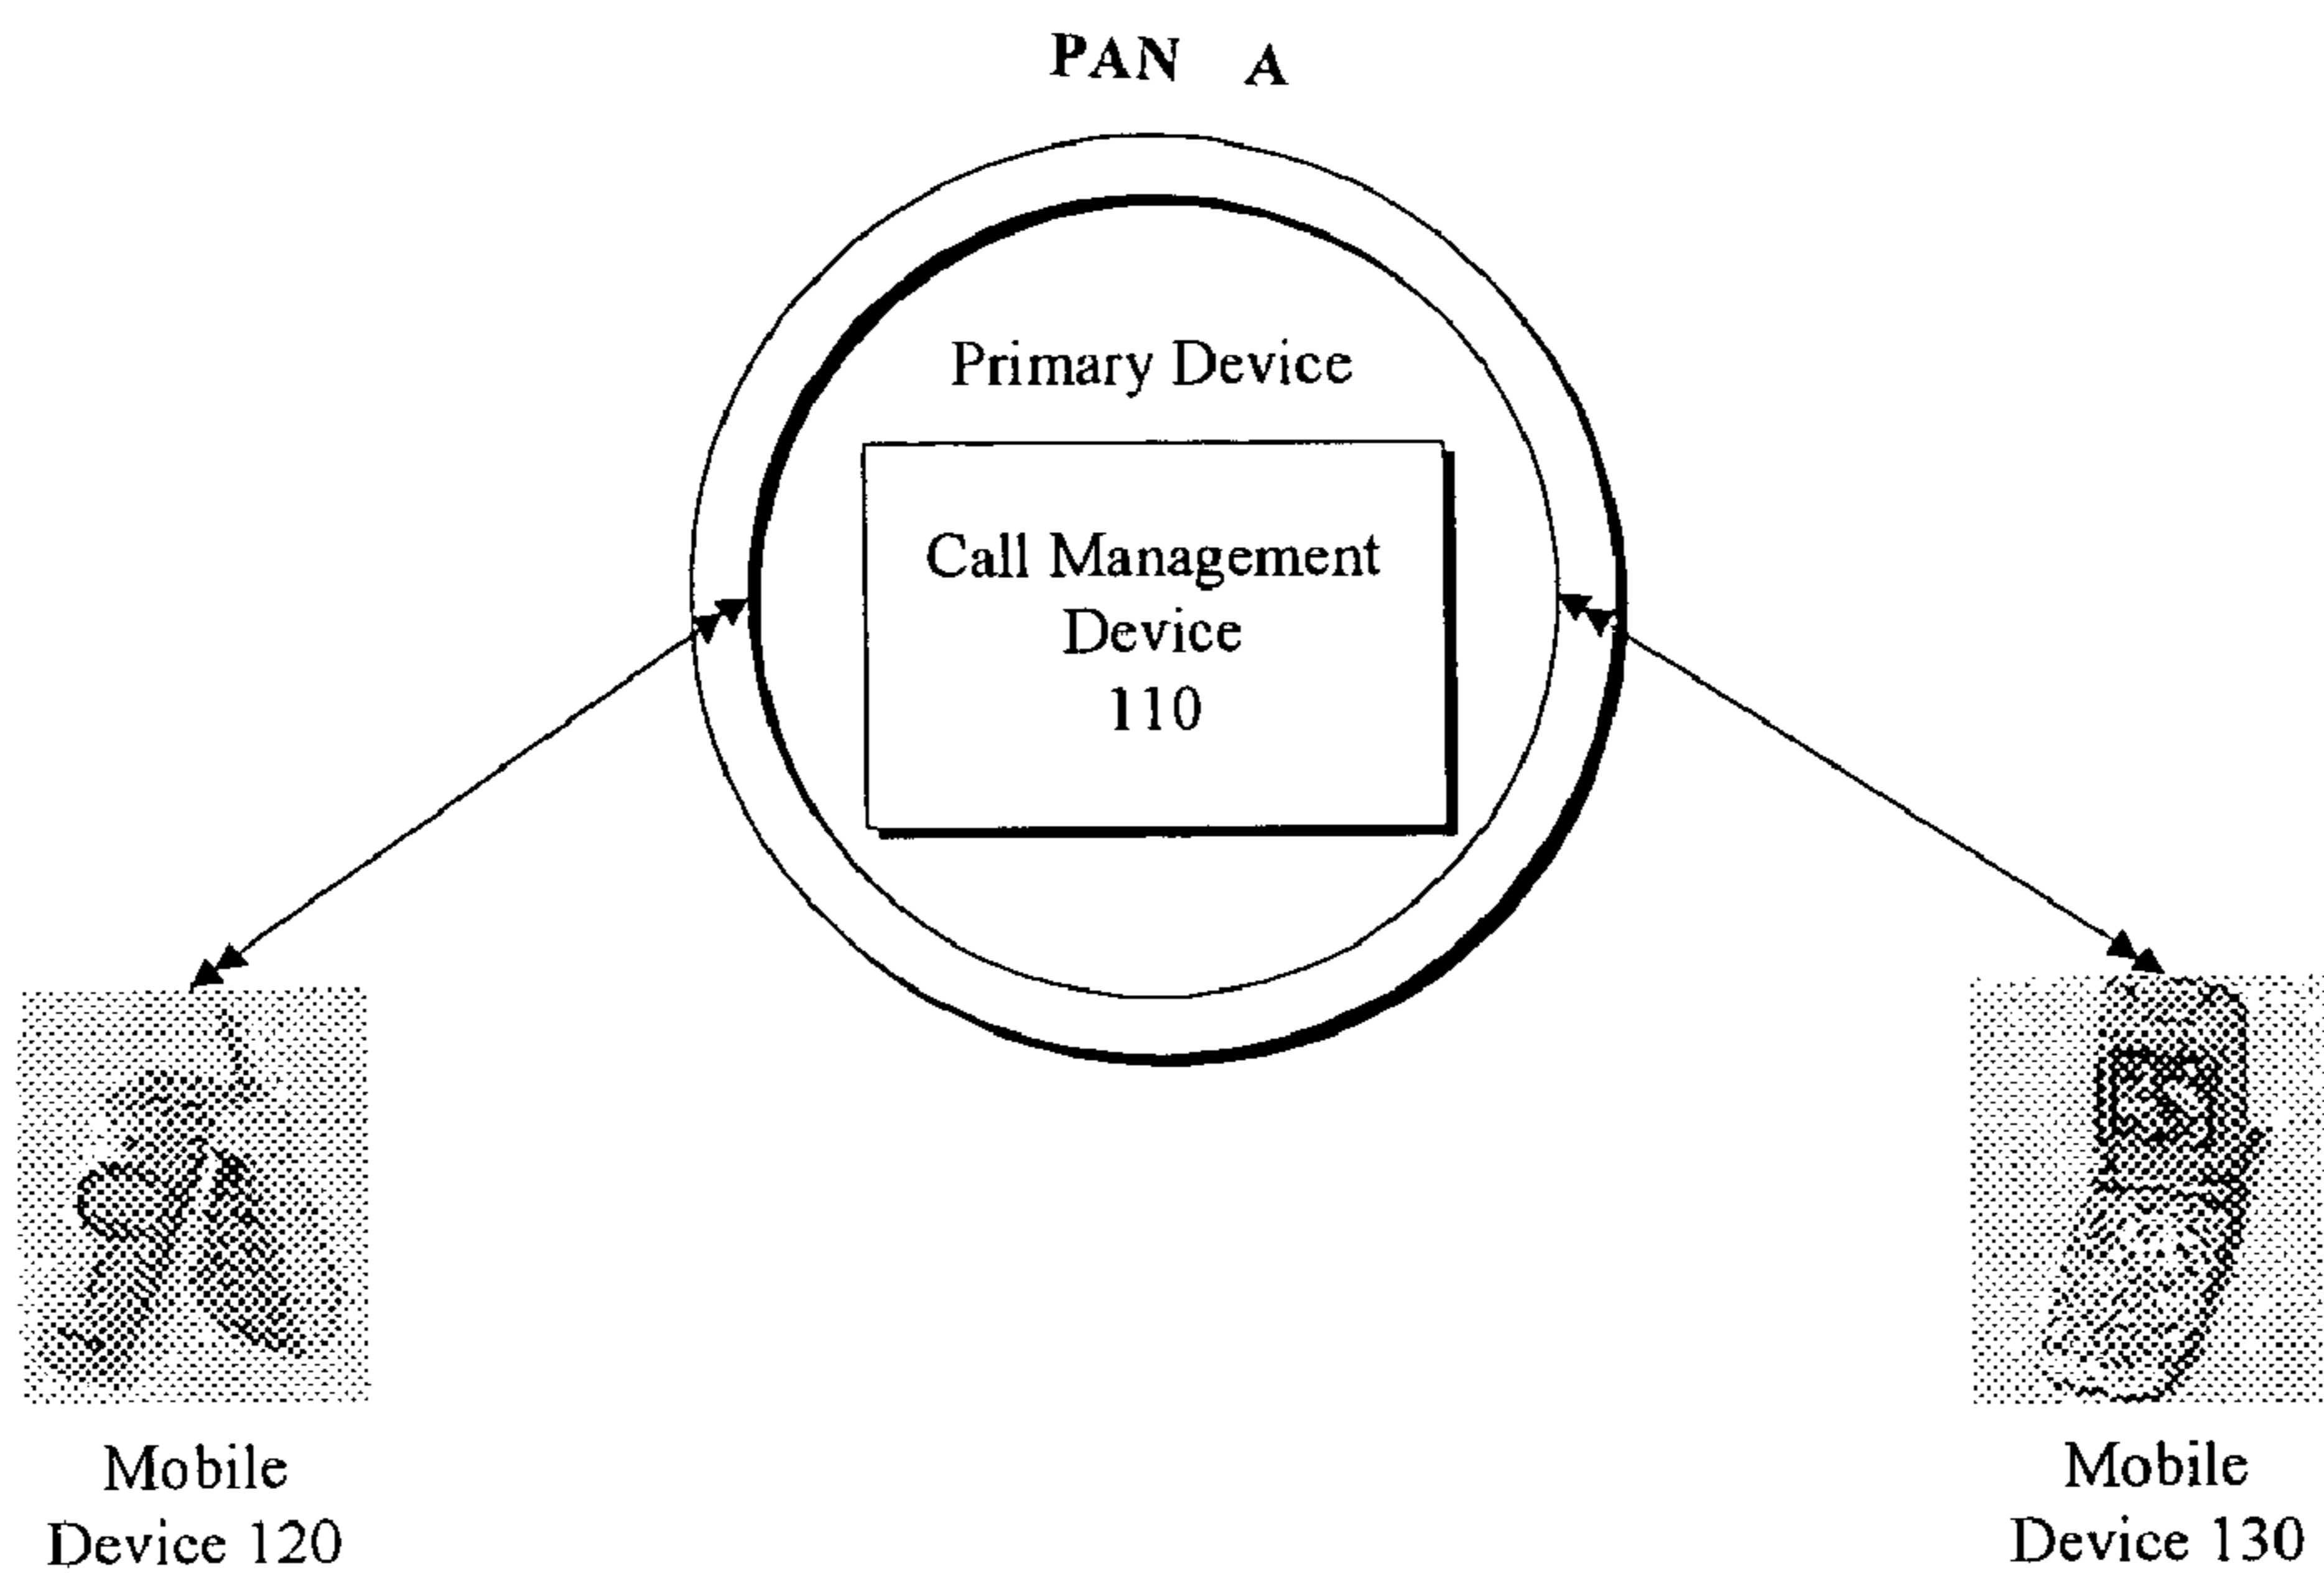 PAN A
Primary Device
Call Management
Device
110
Mobile
Device 120
Mobile
Device 130